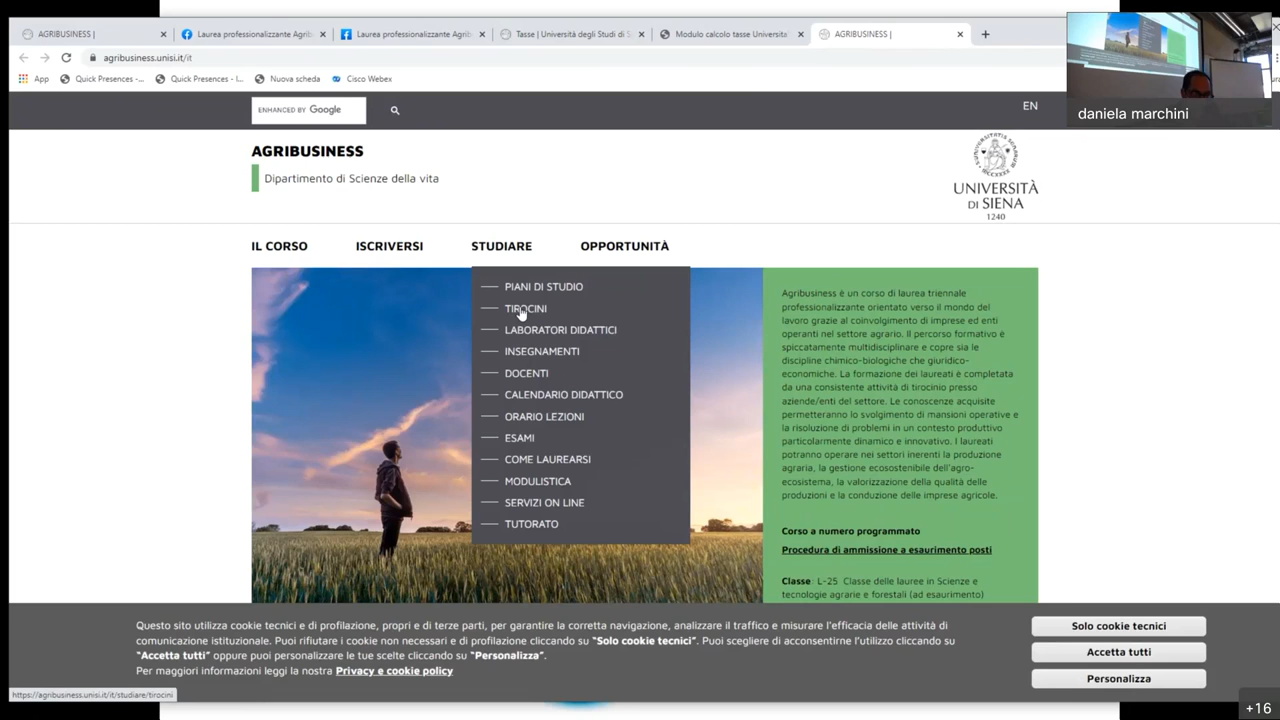 AGRIBUSINESS |
Laurea professionalizzante Agrib
Laurea professionalizzante Agrib
Tasse | Università degli Studi di S
Modulo calcolo tasse Universita'
AGRIBUSINESS |
agribusiness.unisi.it/it
App
Quick Presences -...
Quick Presences - I...
Nuova scheda
Cisco Webex
daniela marchini
ENHANCED BY Google
EN
AGRIBUSINESS
Dipartimento di Scienze della vita
UNIVERSITÀ
DI SIENA
1240
IL CORSO
ISCRIVERSI
STUDIARE
OPPORTUNITÀ
PIANI DI STUDIO
TIROCINI
LABORATORI DIDATTICI
INSEGNAMENTI
DOCENTI
CALENDARIO DIDATTICO
ORARIO LEZIONI
ESAMI
COME LAUREARSI
MODULISTICA
SERVIZI ON LINE
TUTORATO
Agribusiness è un corso di laurea triennale
professionalizzante orientato verso il mondo del
lavoro grazie al coinvolgimento di imprese ed enti
operanti nel settore agrario. Il percorso formativo è
spiccatamente multidisciplinare e copre sia le
discipline chimico-biologiche che giuridico-
economiche. La formazione dei laureati è completata
da una consistente attività di tirocinio presso
aziende/enti del settore. Le conoscenze acquisite
permetteranno lo svolgimento di mansioni operative e
la risoluzione di problemi in un contesto produttivo
particolarmente dinamico e innovativo. I laureati
potranno operare nei settori inerenti la produzione
agraria, la gestione ecosostenibile dell'agro-
ecosistema, la valorizzazione della qualità delle
produzioni e la conduzione delle imprese agricole.
Corso a numero programmato
Procedura di ammissione a esaurimento posti
Classe: L-25 Classe delle lauree in Scienze e
tecnologie agrarie e forestali (ad esaurimento)
Questo sito utilizza cookie tecnici e di profilazione, propri e di terze parti, per garantire la corretta navigazione, analizzare il traffico e misurare l'efficacia delle attività di
comunicazione istituzionale. Puoi rifiutare i cookie non necessari e di profilazione cliccando su "Solo cookie tecnici". Puoi scegliere di acconsentirne l'utilizzo cliccando su
"Accetta tutti" oppure puoi personalizzare le tue scelte cliccando su "Personalizza".
Per maggiori informazioni leggi la nostra Privacy e cookie policy
Solo cookie tecnici
Accetta tutti
Personalizza
https://agribusiness.unisi.it/it/studiare/tirocini
+16